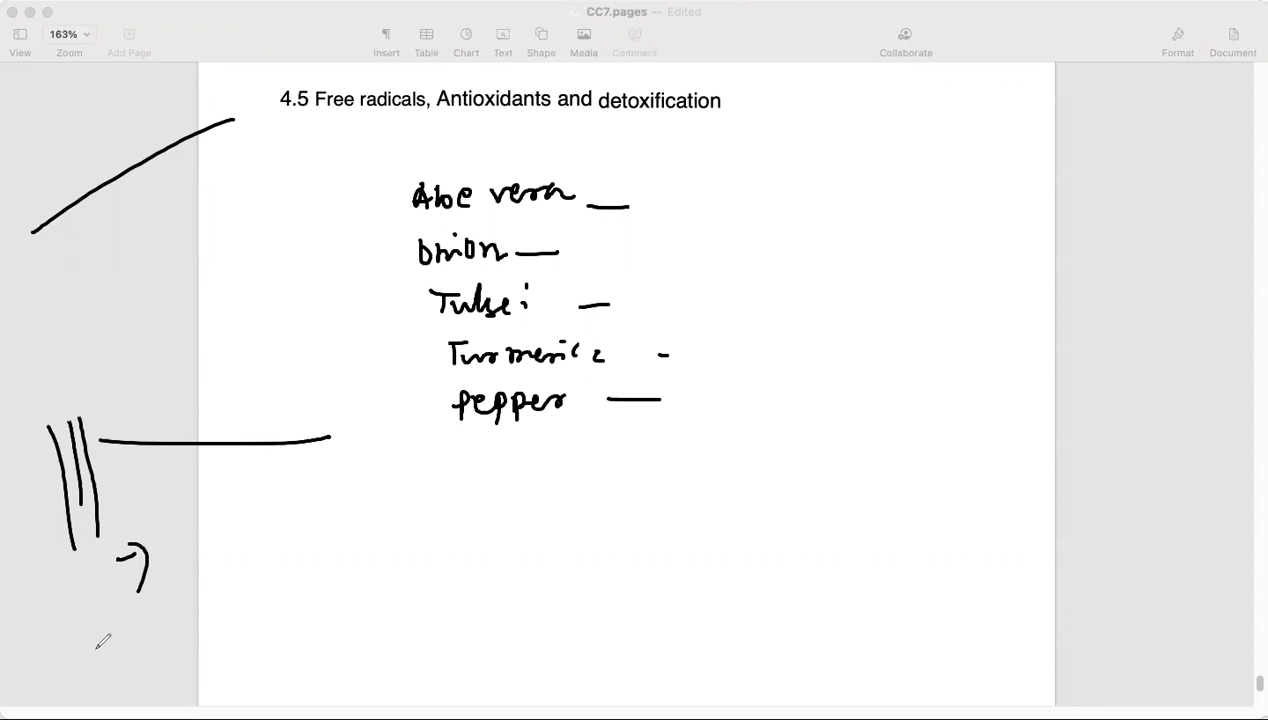 CC7.pages — Edited
163%
View Zoom Add Page Insert Table Chart Text Shape Media Comment Collaborate Format Document
4.5 Free radicals, Antioxidants and detoxification
Aloe vera —
Onion —
Tulsi —
Turmeric -
pepper —